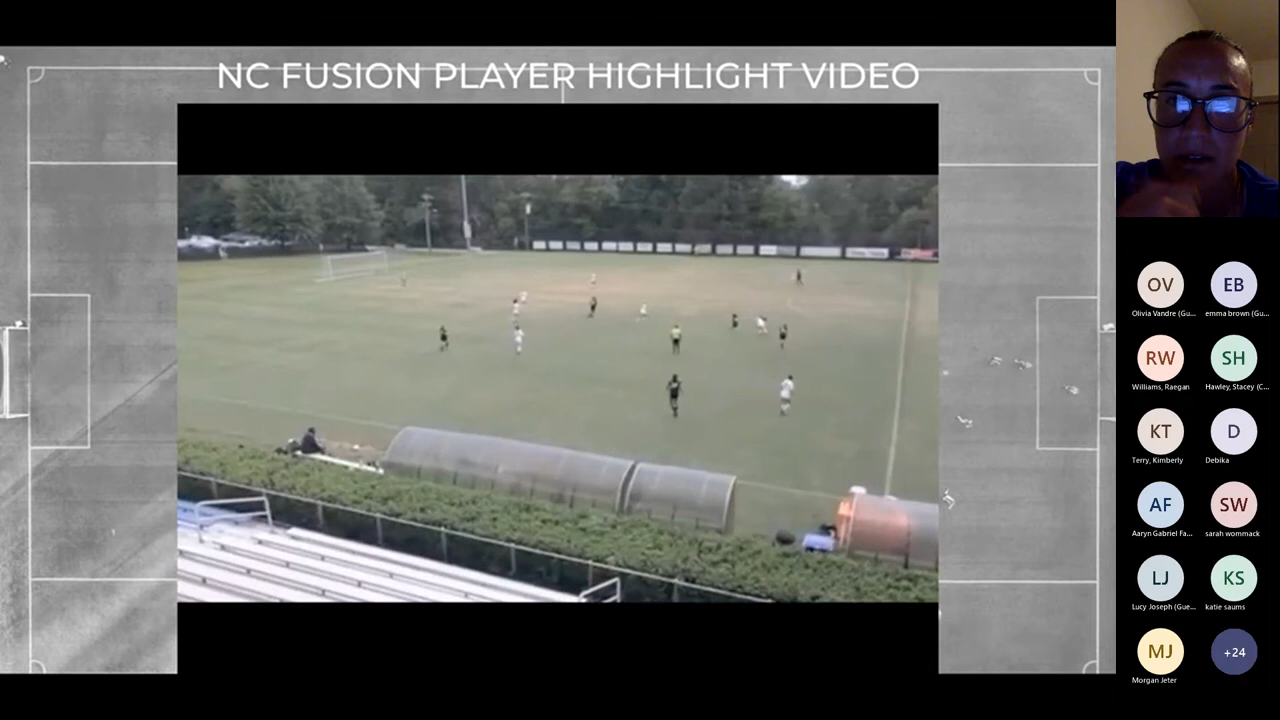 NC FUSION PLAYER HIGHLIGHT VIDEO
OV
EB
Olivia Vandre (Gu...
emma brown (Gu...
RW
SH
Williams, Raegan
Hawley, Stacey (C...
KT
D
Terry, Kimberly
Debika
AF
SW
Aaryn Gabriel Fa...
sarah wommack
LJ
KS
Lucy Joseph (Gue...
katie saums
MJ
+24
Morgan Jeter